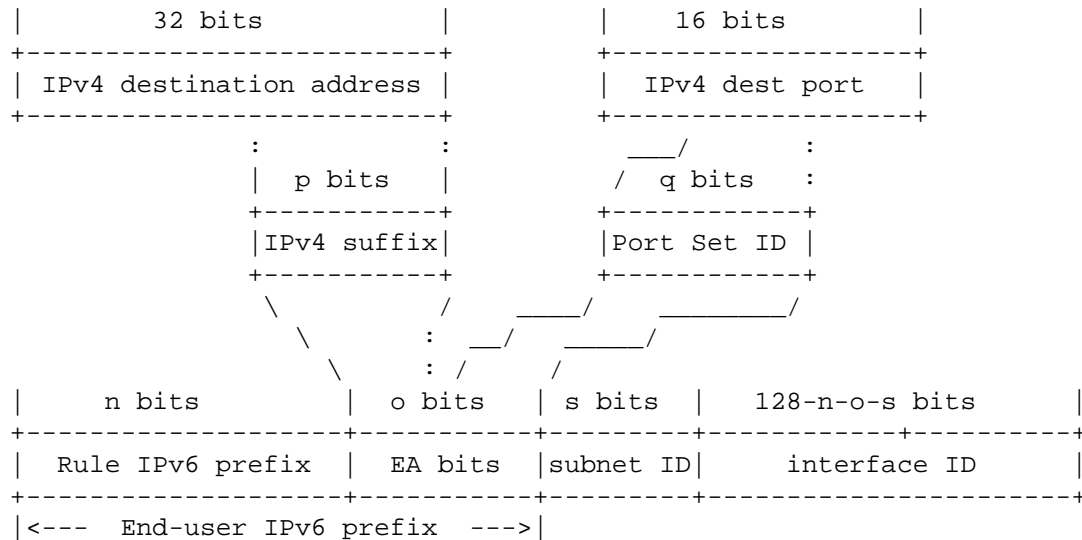 |        32 bits           |         |    16 bits        |
+--------------------------+         +-------------------+
| IPv4 destination address |         |  IPv4 dest port   |
+--------------------------+         +-------------------+
               :           :           ___/       :
               |  p bits   |          /  q bits   :
               +-----------+         +------------+
               |IPv4 suffix|         |Port Set ID |
               +-----------+         +------------+
                \          /    ____/    ________/
                  \       :  __/   _____/
                    \     : /     /
|     n bits         |  o bits   | s bits  |   128-n-o-s bits      |
+--------------------+-----------+---------+------------+----------+
|  Rule IPv6 prefix  |  EA bits  |subnet ID|     interface ID      |
+--------------------+-----------+---------+-----------------------+
|<---  End-user IPv6 prefix  --->|